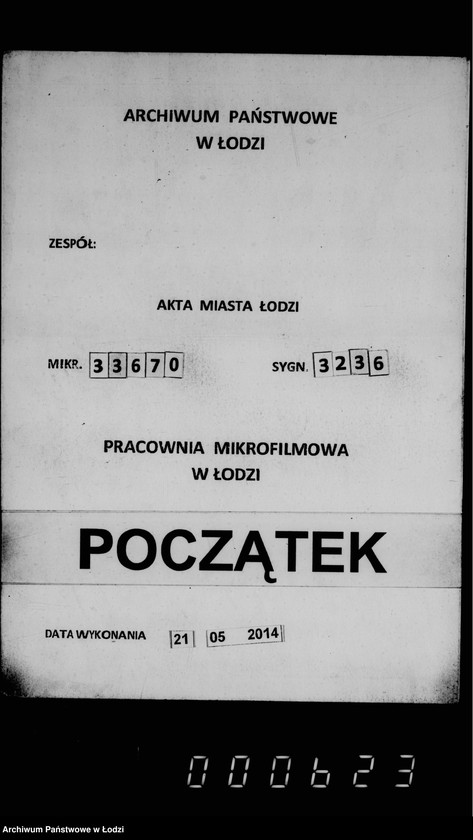 ARCHIWUM PAŃSTWOWE
W ŁODZI
ZESPÓŁ:
AKTA MIASTA ŁODZI
MIKR. 33670 SYGN. 3236
PRACOWNIA MIKROFILMOWA
W ŁODZI
POCZĄTEK
DATA WYKONANIA 21 05 2014
000623
Archiwum Państwowe w Łodzi